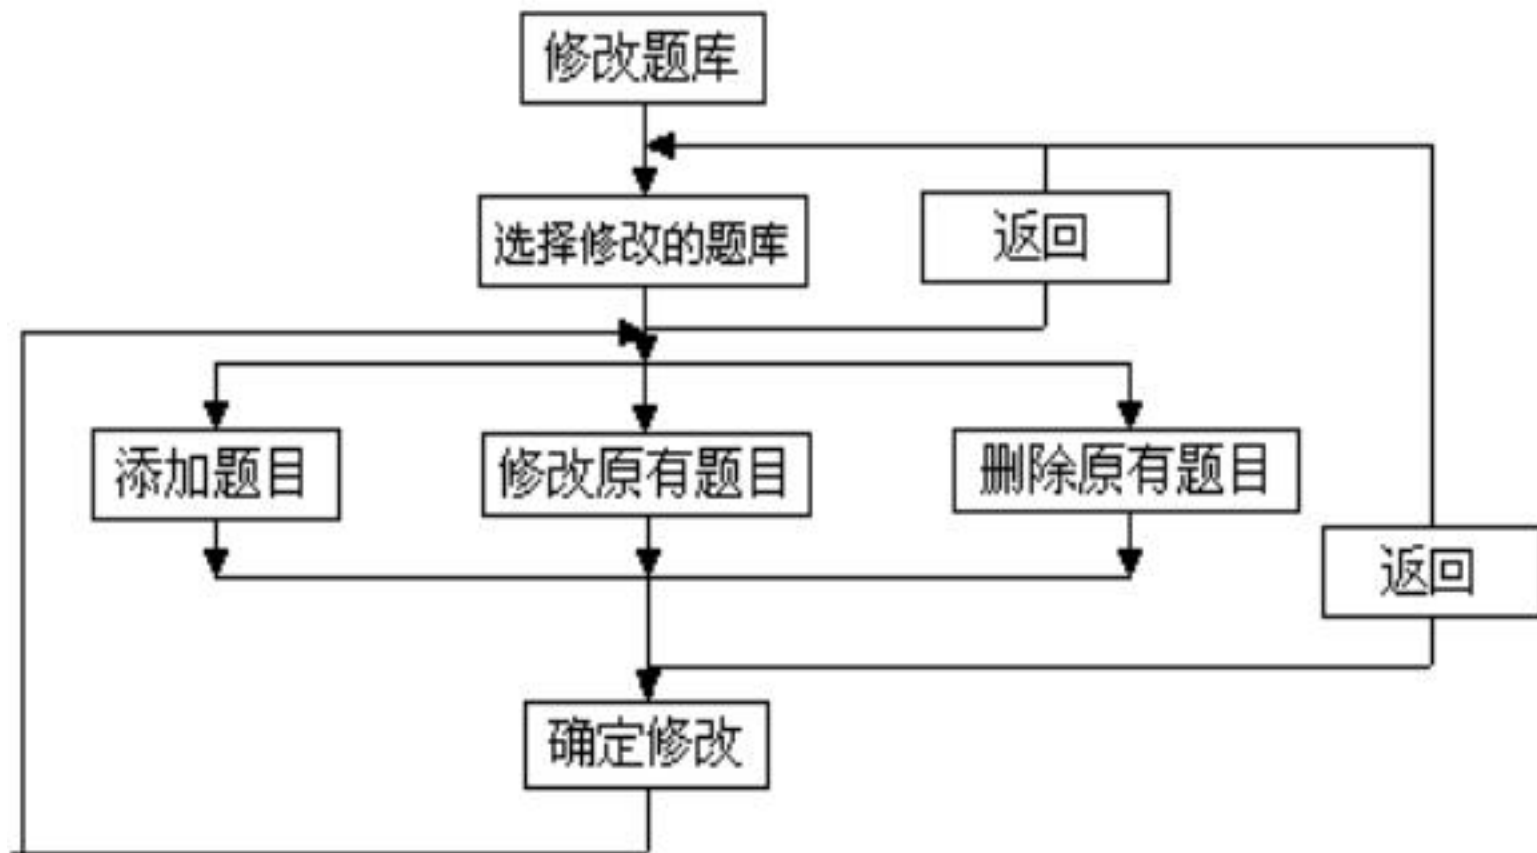 修改题库
选择修改的题库
返回
添加题目
修改原有题目
删除原有题目
返回
确定修改